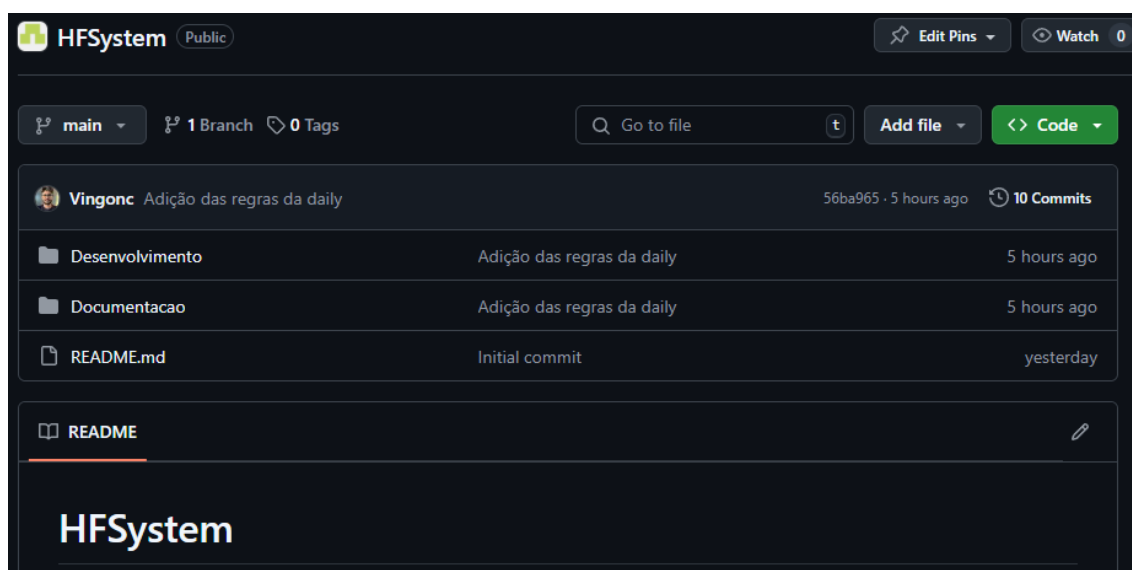 HFSystem Public Edit Pins Watch 0
main 1 Branch 0 Tags Go to file t Add file <> Code
Vingonc Adição das regras da daily 56ba965 · 5 hours ago 10 Commits
Desenvolvimento Adição das regras da daily 5 hours ago
Documentacao Adição das regras da daily 5 hours ago
README.md Initial commit yesterday
README
HFSystem